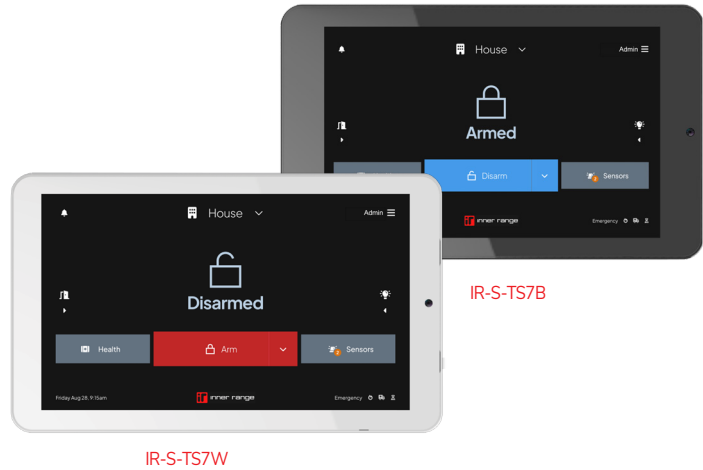 House
Admin
Armed
Disarm
Sensors
inner range
Emergency
IR-S-TS7B
House
Admin
Disarmed
Health
Arm
Sensors
Friday Aug 28, 9:15am
ir inner range
Emergency
IR-S-TS7W